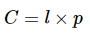 C = l × p